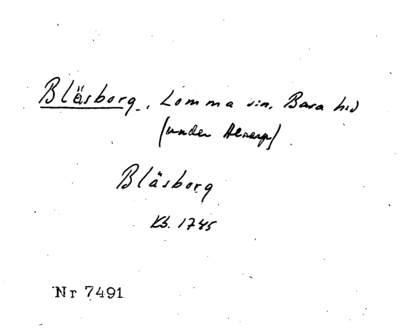 Bläsborg, Lomma sn, Bara hd
(under Alnarp)
Bläsborg
Kb. 1745
Nr 7491